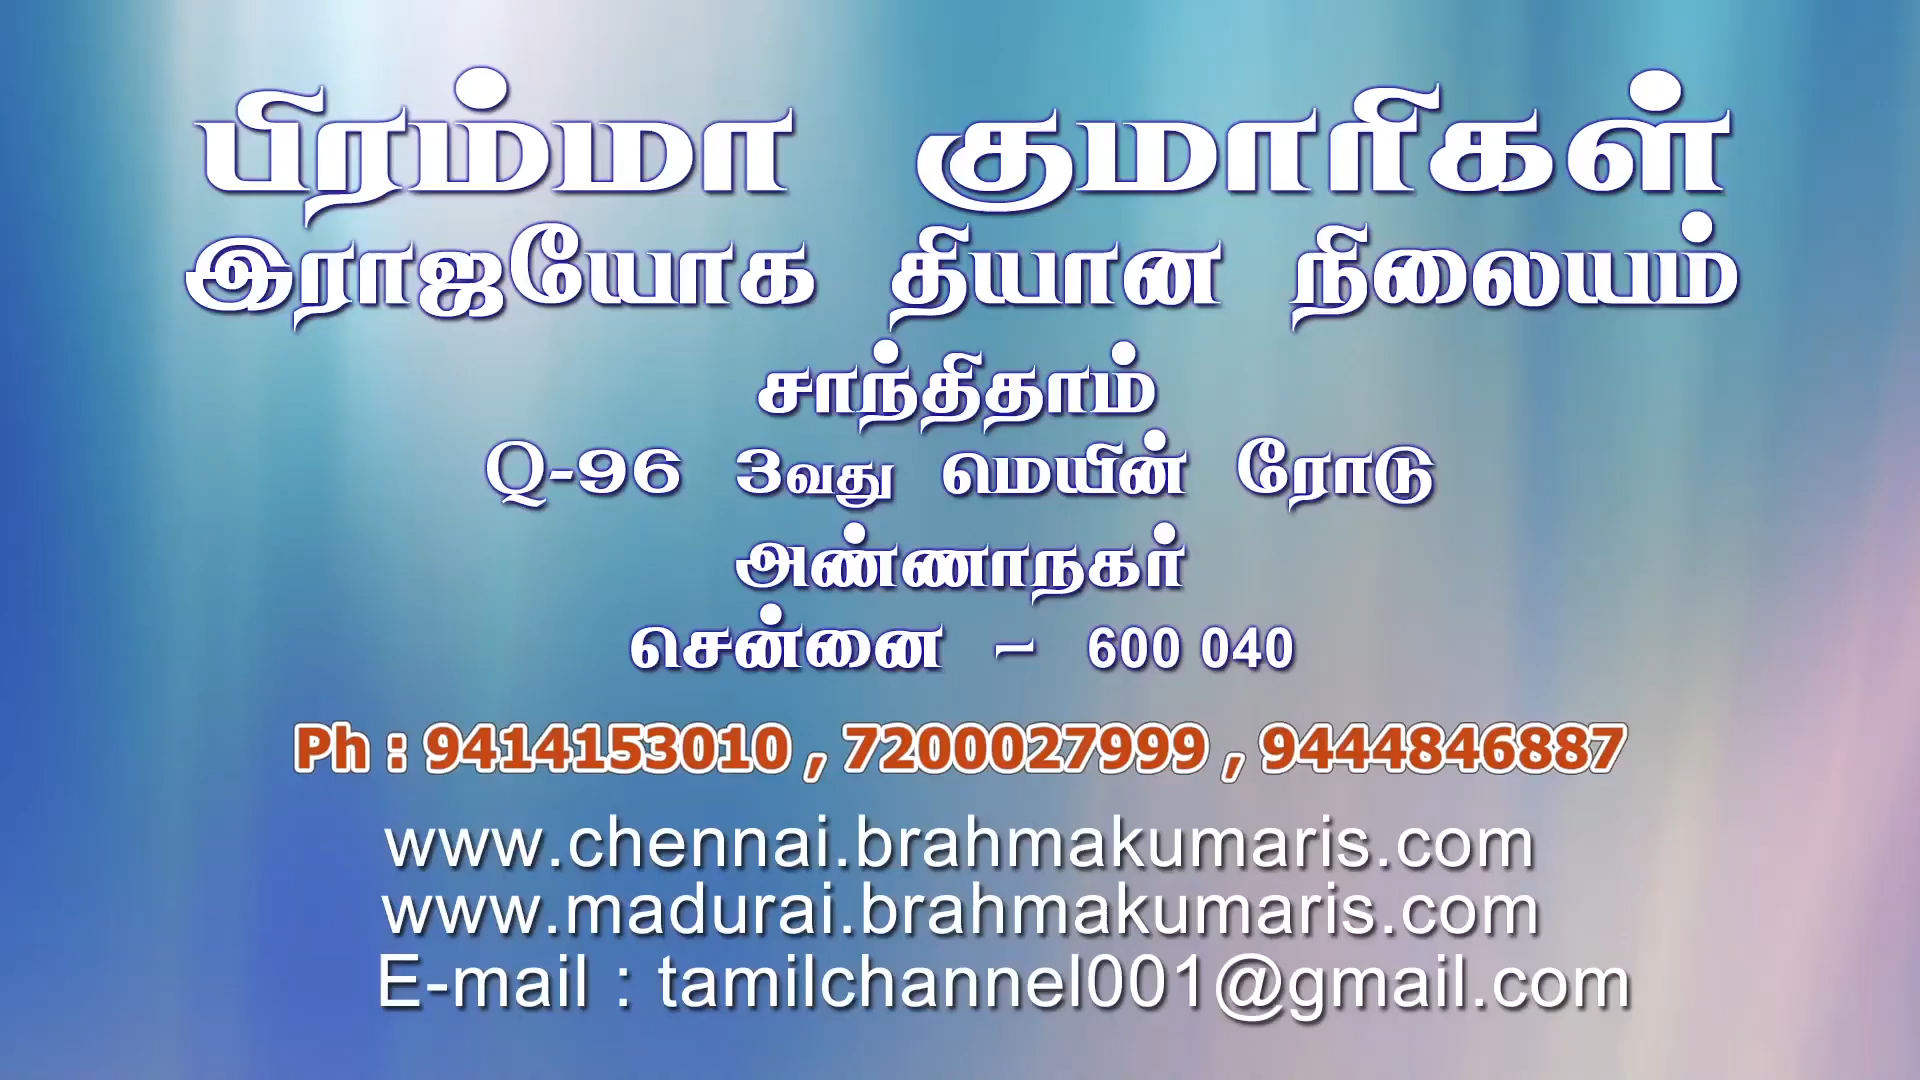 பிரம்மா குமாரிகள்
இராஜயோக தியான நிலையம்
சாந்திதாம்
Q-96 3வது மெயின் ரோடு
அண்ணாநகர்
சென்னை – 600 040
Ph : 9414153010 , 7200027999 , 9444846887
www.chennai.brahmakumaris.com
www.madurai.brahmakumaris.com
E-mail : tamilchannel001@gmail.com